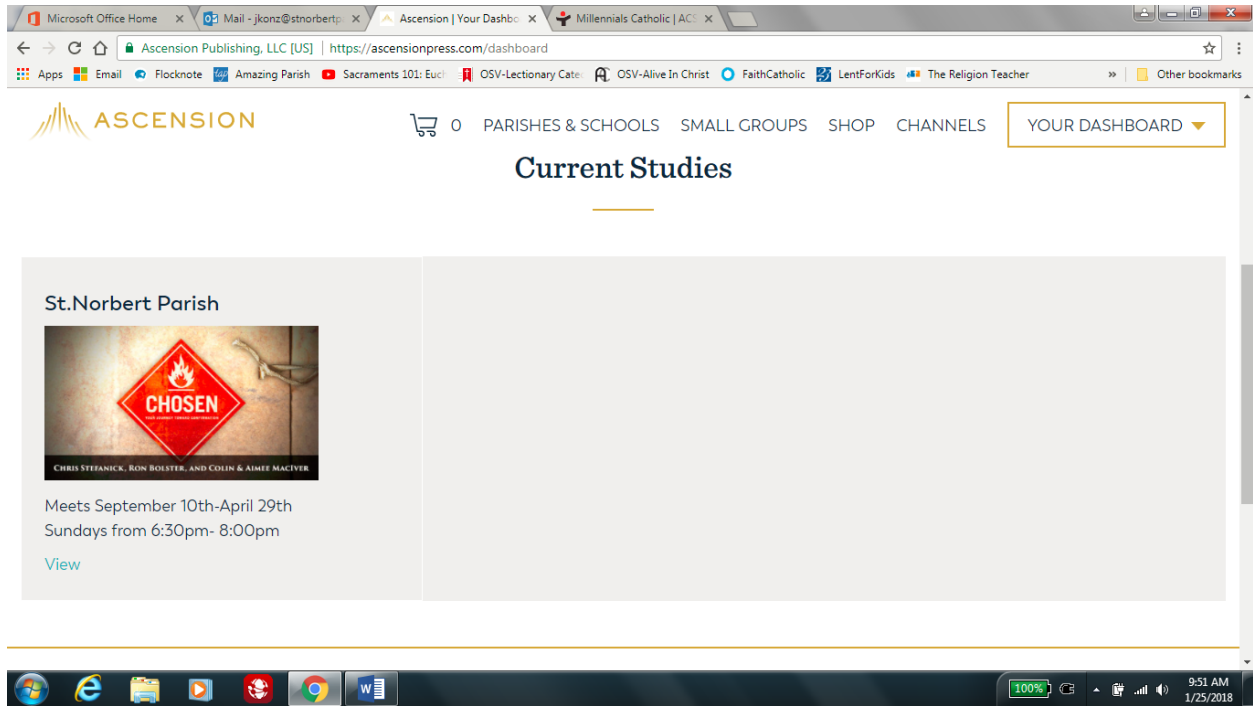 Microsoft Office Home
Mail - jkonz@stnorbertp
Ascension | Your Dashbo
Millennials Catholic | ACS
Ascension Publishing, LLC [US] | https://ascensionpress.com/dashboard
Apps Email Flocknote Amazing Parish Sacraments 101: Euch OSV-Lectionary Cate OSV-Alive In Christ FaithCatholic LentForKids The Religion Teacher » Other bookmarks
ASCENSION
0 PARISHES & SCHOOLS SMALL GROUPS SHOP CHANNELS YOUR DASHBOARD
Current Studies
St.Norbert Parish
CHOSEN
CHRIS STEFANICK, RON BOLSTER, AND COLIN & AIMEE MACIVER
Meets September 10th-April 29th
Sundays from 6:30pm- 8:00pm
View
100%
9:51 AM
1/25/2018